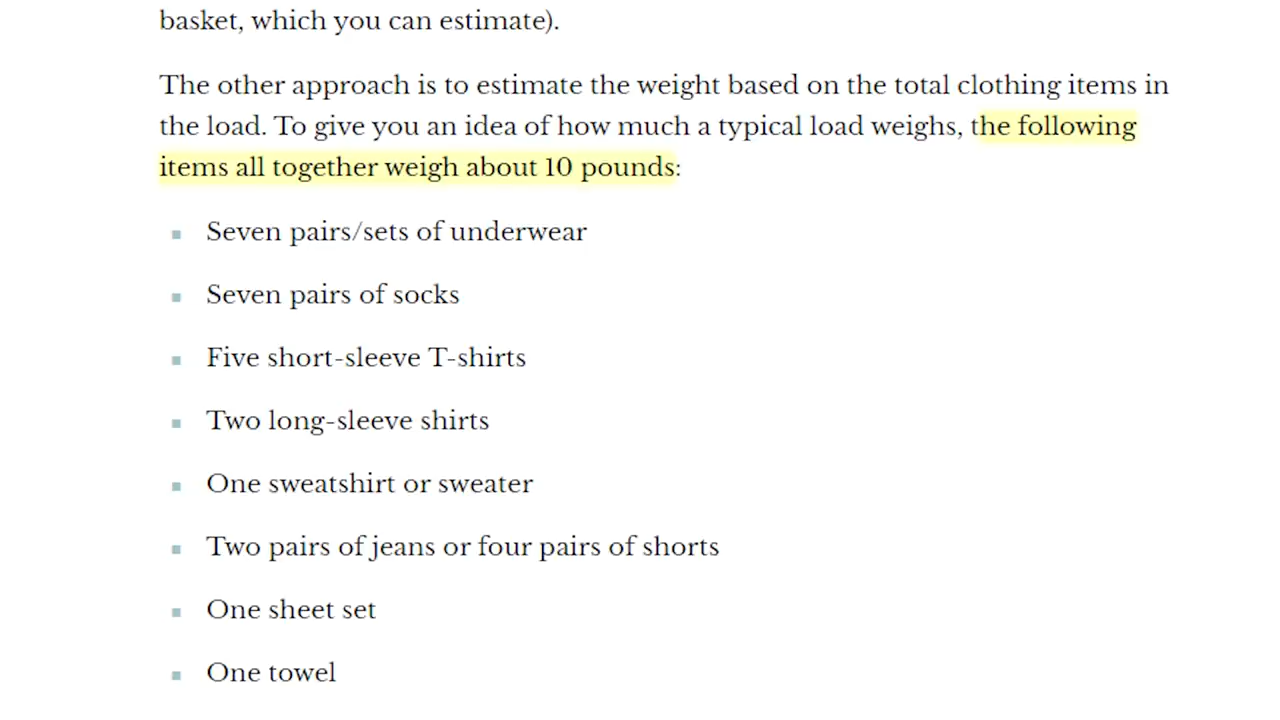 basket, which you can estimate).
The other approach is to estimate the weight based on the total clothing items in
the load. To give you an idea of how much a typical load weighs, the following
items all together weigh about 10 pounds:
Seven pairs/sets of underwear
Seven pairs of socks
Five short-sleeve T-shirts
Two long-sleeve shirts
One sweatshirt or sweater
Two pairs of jeans or four pairs of shorts
One sheet set
One towel